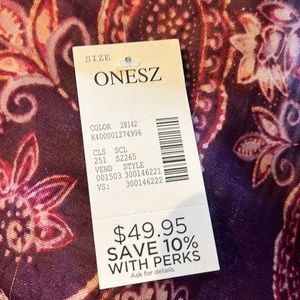 SIZE
ONESZ
COLOR 28142
K400001274996
CLS SCL
251 S2265
VEND STYLE
001503 300146221
VS: 300146222
$49.95
SAVE 10%
WITH PERKS
Ask for details.